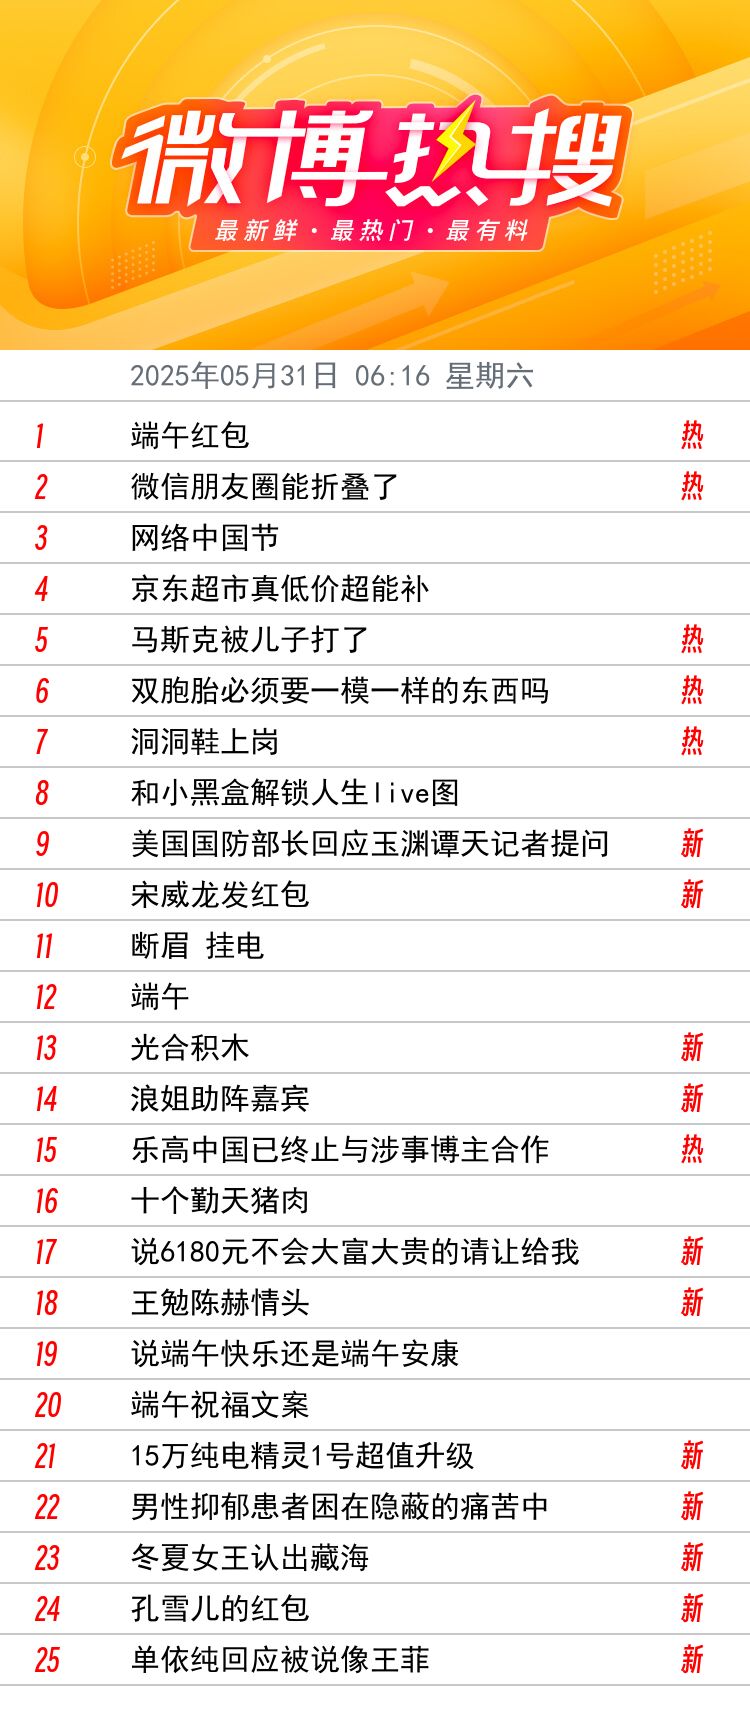 微博热搜
最新鲜·最热门·最有料
2025年05月31日 06:16 星期六
1 端午红包 热
2 微信朋友圈能折叠了 热
3 网络中国节
4 京东超市真低价超能补
5 马斯克被儿子打了 热
6 双胞胎必须要一模一样的东西吗 热
7 洞洞鞋上岗 热
8 和小黑盒解锁人生live图
9 美国国防部长回应玉渊谭天记者提问 新
10 宋威龙发红包 新
11 断眉 挂电
12 端午
13 光合积木 新
14 浪姐助阵嘉宾 新
15 乐高中国已终止与涉事博主合作 热
16 十个勤天猪肉
17 说6180元不会大富大贵的请让给我 新
18 王勉陈赫情头 新
19 说端午快乐还是端午安康
20 端午祝福文案
21 15万纯电精灵1号超值升级 新
22 男性抑郁患者困在隐蔽的痛苦中 新
23 冬夏女王认出藏海 新
24 孔雪儿的红包 新
25 单依纯回应被说像王菲 新